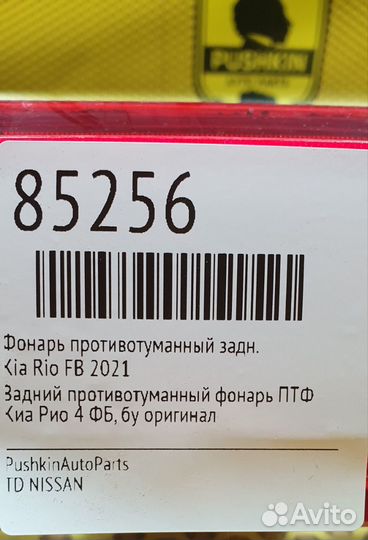 PUSHKIN
85256
Фонарь противотуманный задн.
Kia Rio FB 2021
Задний противотуманный фонарь ПТФ
Киа Рио 4 ФБ, бу оригинал
PushkinAutoParts
TD NISSAN
Avito